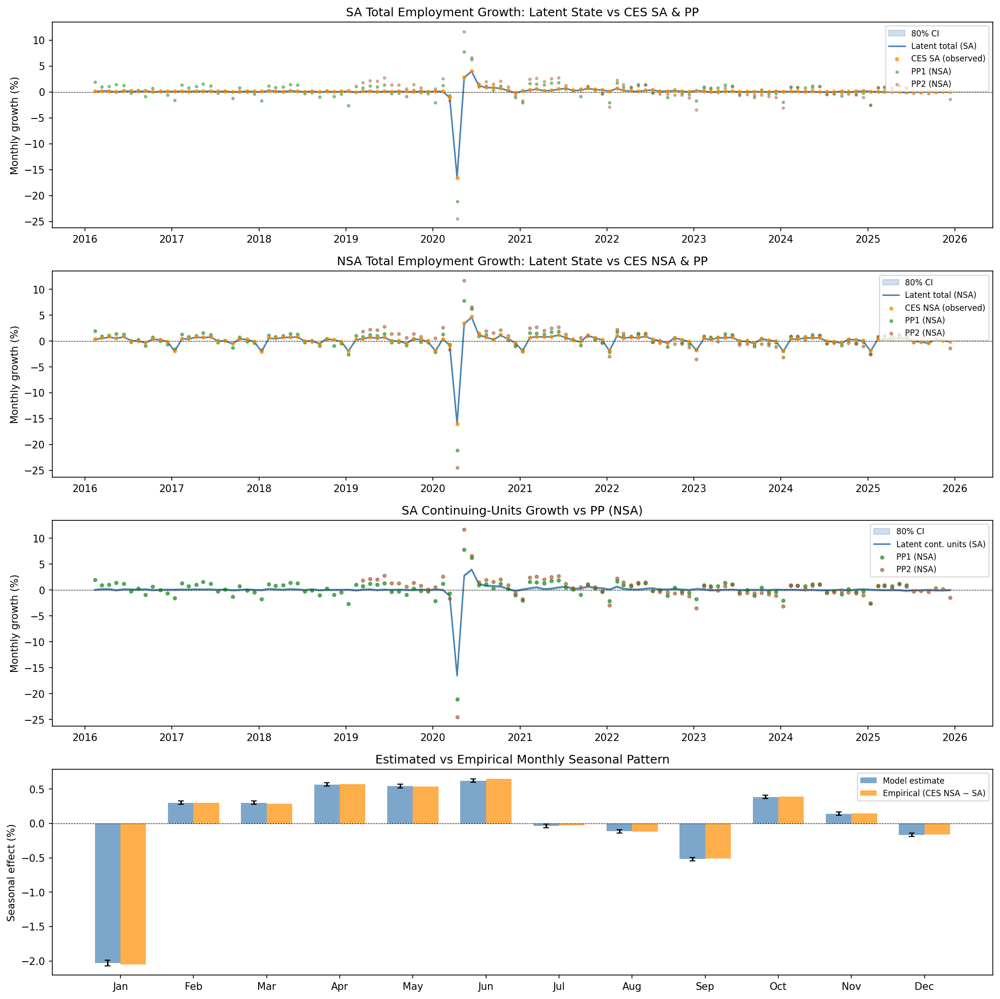 SA Total Employment Growth: Latent State vs CES SA & PP
Monthly growth (%)
10
5
0
−5
−10
−15
−20
−25
80% CI
Latent total (SA)
CES SA (observed)
PP1 (NSA)
PP2 (NSA)
2016 2017 2018 2019 2020 2021 2022 2023 2024 2025 2026
NSA Total Employment Growth: Latent State vs CES NSA & PP
Monthly growth (%)
10
5
0
−5
−10
−15
−20
−25
80% CI
Latent total (NSA)
CES NSA (observed)
PP1 (NSA)
PP2 (NSA)
2016 2017 2018 2019 2020 2021 2022 2023 2024 2025 2026
SA Continuing-Units Growth vs PP (NSA)
Monthly growth (%)
10
5
0
−5
−10
−15
−20
−25
80% CI
Latent cont. units (SA)
PP1 (NSA)
PP2 (NSA)
2016 2017 2018 2019 2020 2021 2022 2023 2024 2025 2026
Estimated vs Empirical Monthly Seasonal Pattern
Seasonal effect (%)
0.5
0.0
−0.5
−1.0
−1.5
−2.0
Model estimate
Empirical (CES NSA − SA)
Jan Feb Mar Apr May Jun Jul Aug Sep Oct Nov Dec